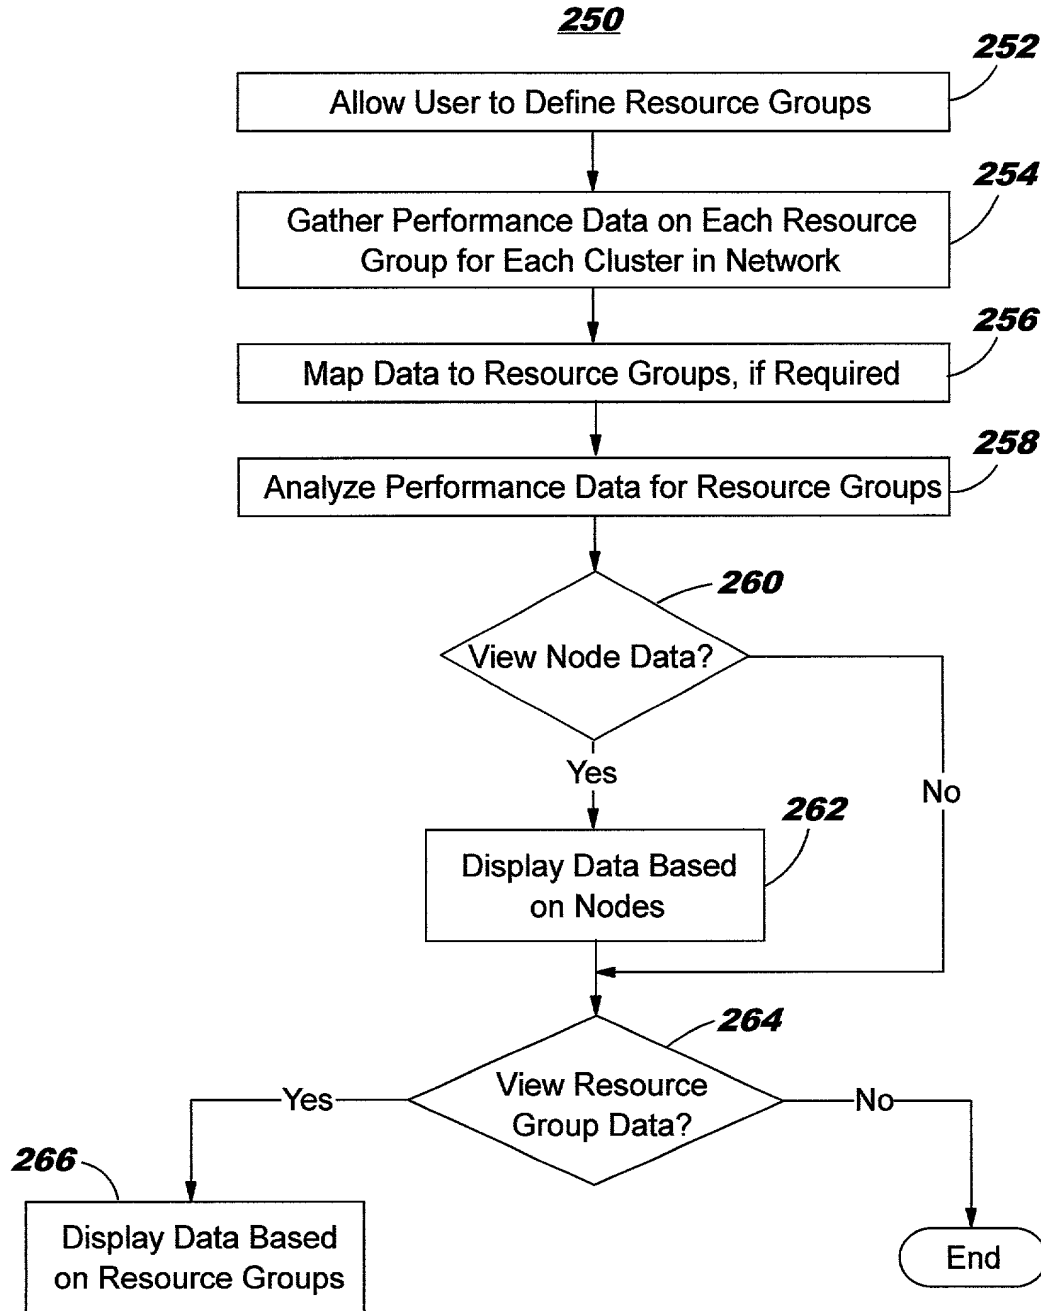 250
252
Allow User to Define Resource Groups
254
Gather Performance Data on Each Resource
Group for Each Cluster in Network
256
Map Data to Resource Groups, if Required
258
Analyze Performance Data for Resource Groups
260
View Node Data?
Yes
No
262
Display Data Based
on Nodes
264
View Resource
Group Data?
Yes
No
266
Display Data Based
on Resource Groups
End